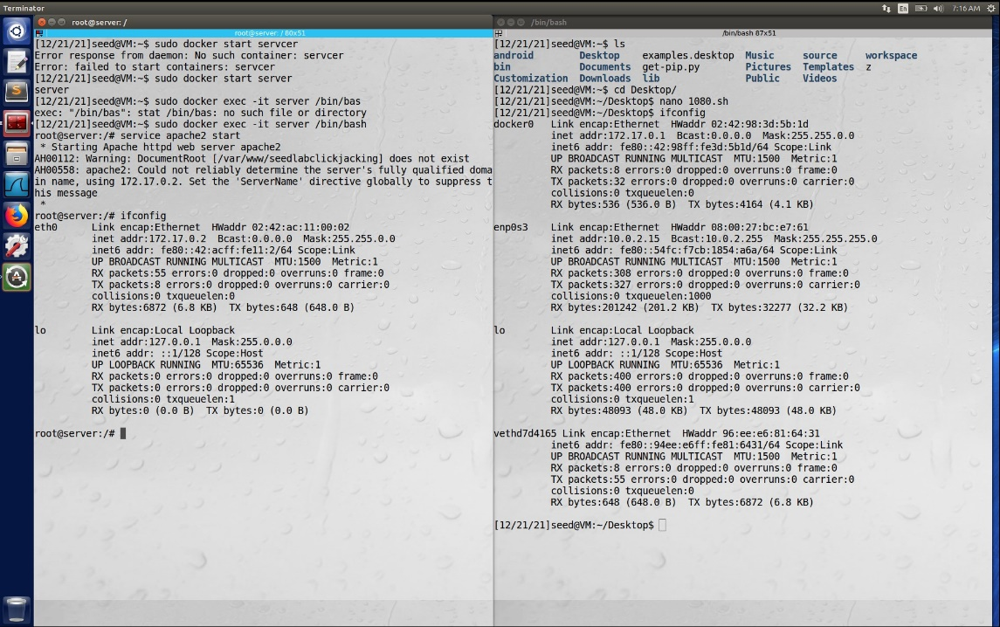 Terminator
En
7:16 AM
root@server: /
root@server: / 80x51
[12/21/21]seed@VM:~$ sudo docker start servcer
Error response from daemon: No such container: servcer
Error: failed to start containers: servcer
[12/21/21]seed@VM:~$ sudo docker start server
server
[12/21/21]seed@VM:~$ sudo docker exec -it server /bin/bas
exec: "/bin/bas": stat /bin/bas: no such file or directory
[12/21/21]seed@VM:~$ sudo docker exec -it server /bin/bash
root@server:/# service apache2 start
 * Starting Apache httpd web server apache2
AH00112: Warning: DocumentRoot [/var/www/seedlabclickjacking] does not exist
AH00558: apache2: Could not reliably determine the server's fully qualified doma
in name, using 172.17.0.2. Set the 'ServerName' directive globally to suppress t
his message
 *
root@server:/# ifconfig
eth0      Link encap:Ethernet  HWaddr 02:42:ac:11:00:02
          inet addr:172.17.0.2  Bcast:0.0.0.0  Mask:255.255.0.0
          inet6 addr: fe80::42:acff:fe11:2/64 Scope:Link
          UP BROADCAST RUNNING MULTICAST  MTU:1500  Metric:1
          RX packets:55 errors:0 dropped:0 overruns:0 frame:0
          TX packets:8 errors:0 dropped:0 overruns:0 carrier:0
          collisions:0 txqueuelen:0
          RX bytes:6872 (6.8 KB)  TX bytes:648 (648.0 B)
lo        Link encap:Local Loopback
          inet addr:127.0.0.1  Mask:255.0.0.0
          inet6 addr: ::1/128 Scope:Host
          UP LOOPBACK RUNNING  MTU:65536  Metric:1
          RX packets:0 errors:0 dropped:0 overruns:0 frame:0
          TX packets:0 errors:0 dropped:0 overruns:0 carrier:0
          collisions:0 txqueuelen:1
          RX bytes:0 (0.0 B)  TX bytes:0 (0.0 B)
root@server:/#
/bin/bash
/bin/bash 87x51
[12/21/21]seed@VM:~$ ls
android        Desktop    examples.desktop  Music     source     workspace
bin            Documents  get-pip.py        Pictures  Templates  z
Customization  Downloads  lib               Public    Videos
[12/21/21]seed@VM:~$ cd Desktop/
[12/21/21]seed@VM:~/Desktop$ nano 1080.sh
[12/21/21]seed@VM:~/Desktop$ ifconfig
docker0   Link encap:Ethernet  HWaddr 02:42:98:3d:5b:1d
          inet addr:172.17.0.1  Bcast:0.0.0.0  Mask:255.255.0.0
          inet6 addr: fe80::42:98ff:fe3d:5b1d/64 Scope:Link
          UP BROADCAST RUNNING MULTICAST  MTU:1500  Metric:1
          RX packets:8 errors:0 dropped:0 overruns:0 frame:0
          TX packets:32 errors:0 dropped:0 overruns:0 carrier:0
          collisions:0 txqueuelen:0
          RX bytes:536 (536.0 B)  TX bytes:4164 (4.1 KB)
enp0s3    Link encap:Ethernet  HWaddr 08:00:27:bc:e7:61
          inet addr:10.0.2.15  Bcast:10.0.2.255  Mask:255.255.255.0
          inet6 addr: fe80::54fc:f7cb:1854:a6a/64 Scope:Link
          UP BROADCAST RUNNING MULTICAST  MTU:1500  Metric:1
          RX packets:308 errors:0 dropped:0 overruns:0 frame:0
          TX packets:327 errors:0 dropped:0 overruns:0 carrier:0
          collisions:0 txqueuelen:1000
          RX bytes:201242 (201.2 KB)  TX bytes:32277 (32.2 KB)
lo        Link encap:Local Loopback
          inet addr:127.0.0.1  Mask:255.0.0.0
          inet6 addr: ::1/128 Scope:Host
          UP LOOPBACK RUNNING  MTU:65536  Metric:1
          RX packets:400 errors:0 dropped:0 overruns:0 frame:0
          TX packets:400 errors:0 dropped:0 overruns:0 carrier:0
          collisions:0 txqueuelen:1
          RX bytes:48093 (48.0 KB)  TX bytes:48093 (48.0 KB)
vethd7d4165 Link encap:Ethernet  HWaddr 96:ee:e6:81:64:31
          inet6 addr: fe80::94ee:e6ff:fe81:6431/64 Scope:Link
          UP BROADCAST RUNNING MULTICAST  MTU:1500  Metric:1
          RX packets:8 errors:0 dropped:0 overruns:0 frame:0
          TX packets:55 errors:0 dropped:0 overruns:0 carrier:0
          collisions:0 txqueuelen:0
          RX bytes:648 (648.0 B)  TX bytes:6872 (6.8 KB)
[12/21/21]seed@VM:~/Desktop$